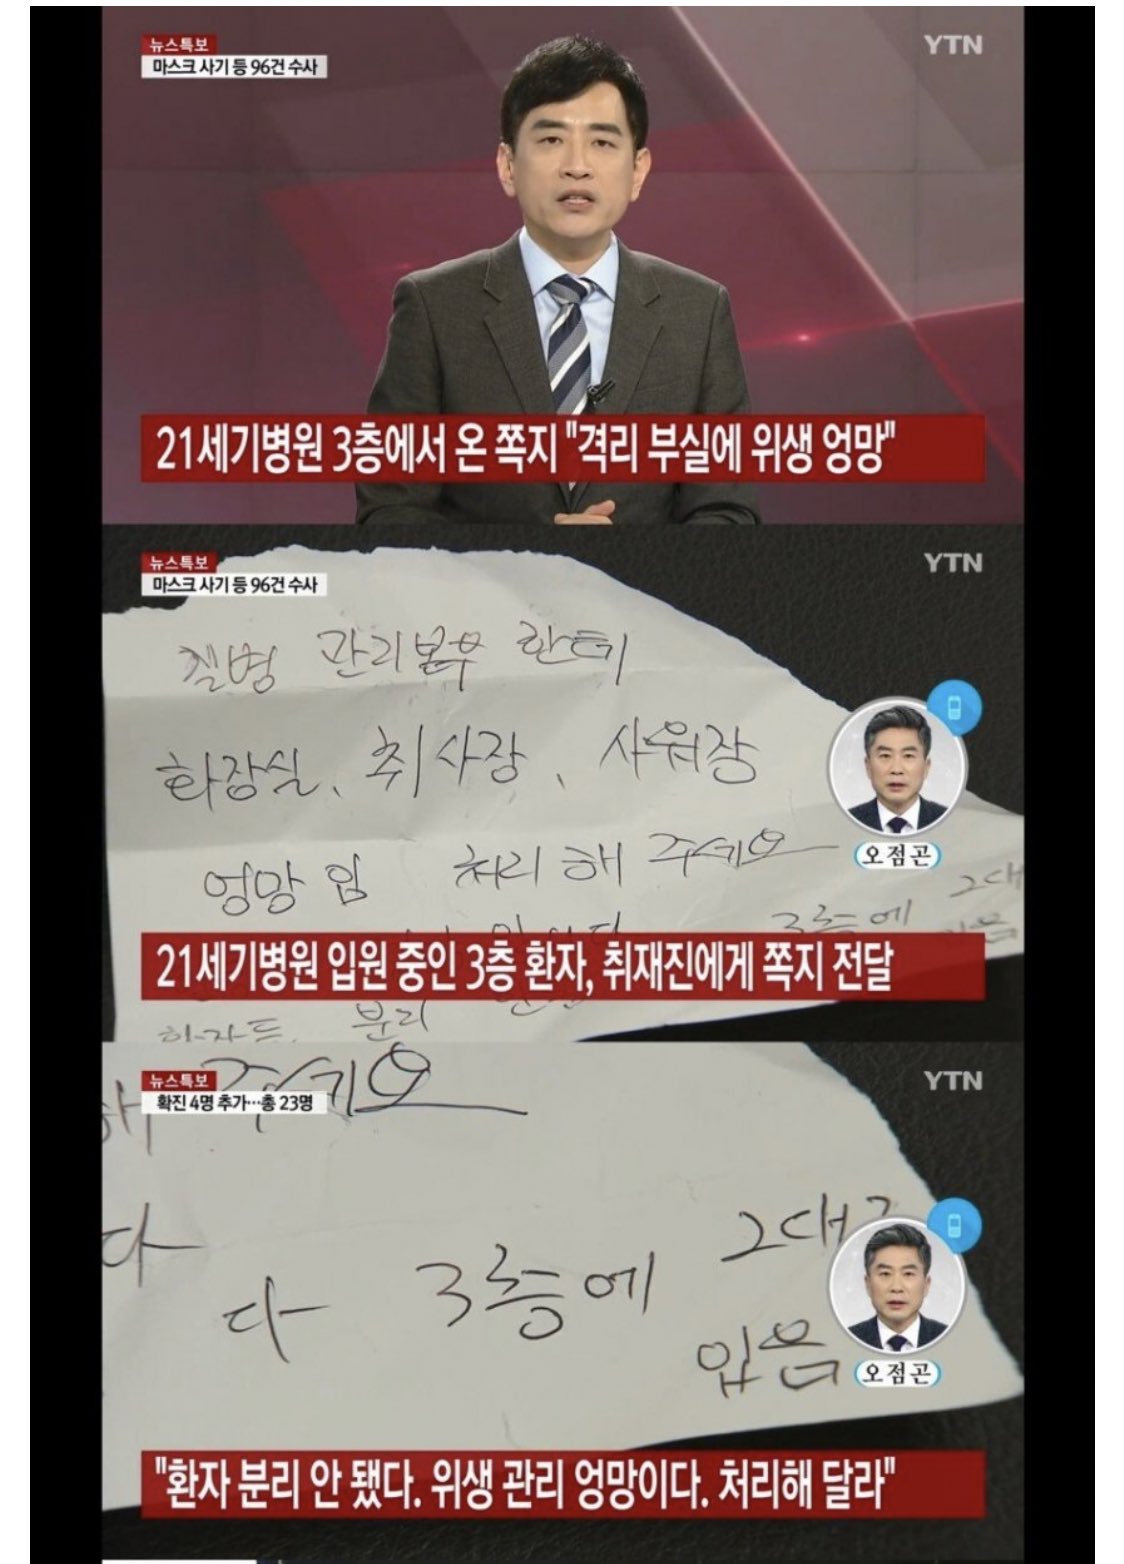 뉴스특보
YTN
마스크 사기 등 96건 수사
21세기병원 3층에서 온 쪽지 "격리 부실에 위생 엉망"
뉴스특보
YTN
마스크 사기 등 96건 수사
질병 관리본부 한테
화장실, 취사장, 샤워장
오점곤
엉망 임 처리 해 주세요
3층에 그대
21세기병원 입원 중인 3층 환자, 취재진에게 쪽지 전달
분리
주세요
뉴스특보
YTN
해
확진 4명 추가…총 23명
다
그대
다 3층에
있음
오점곤
"환자 분리 안 됐다. 위생 관리 엉망이다. 처리해 달라"